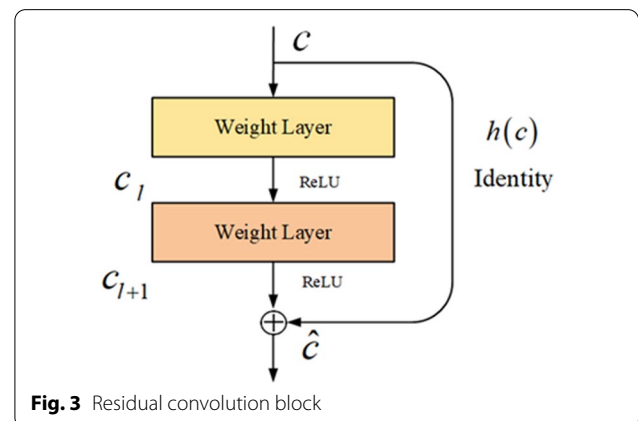 c
Weight Layer
h(c)
Identity
c_l
ReLU
Weight Layer
c_{l+1}
ReLU
ĉ
Fig. 3 Residual convolution block